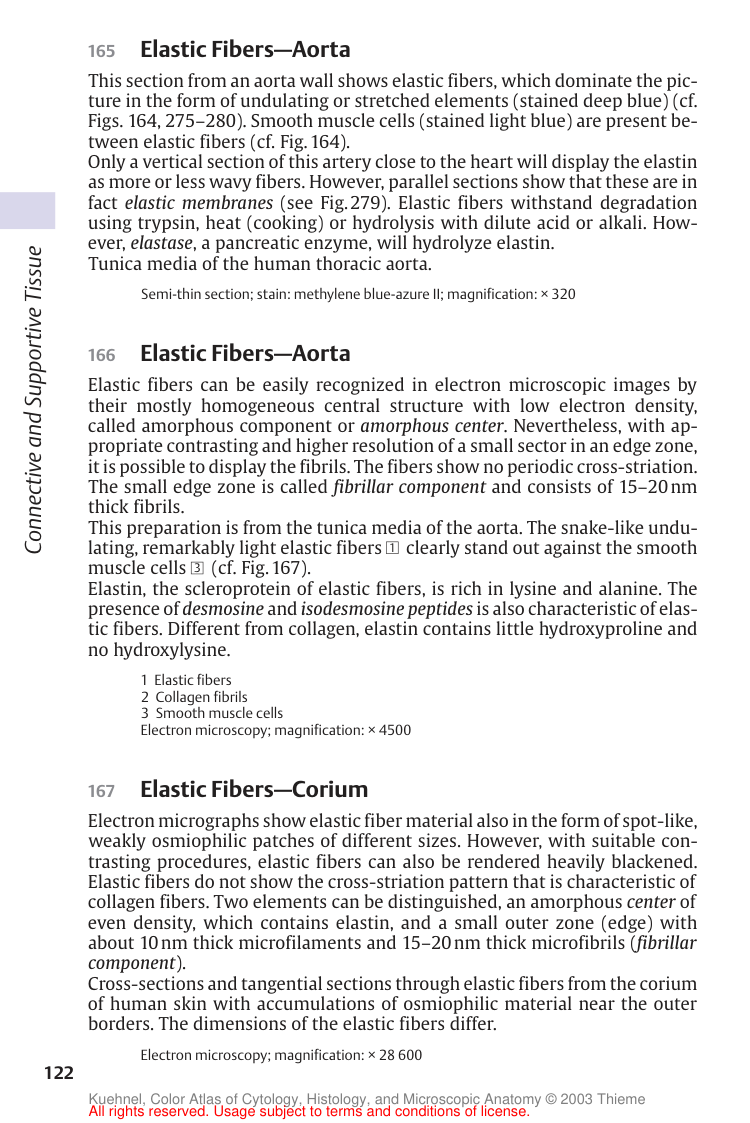 165 Elastic Fibers—Aorta
This section from an aorta wall shows elastic fibers, which dominate the pic-
ture in the form of undulating or stretched elements (stained deep blue) (cf.
Figs. 164, 275–280). Smooth muscle cells (stained light blue) are present be-
tween elastic fibers (cf. Fig. 164).
Only a vertical section of this artery close to the heart will display the elastin
as more or less wavy fibers. However, parallel sections show that these are in
fact elastic membranes (see Fig. 279). Elastic fibers withstand degradation
using trypsin, heat (cooking) or hydrolysis with dilute acid or alkali. How-
ever, elastase, a pancreatic enzyme, will hydrolyze elastin.
Tunica media of the human thoracic aorta.
Semi-thin section; stain: methylene blue-azure II; magnification: × 320
166 Elastic Fibers—Aorta
Elastic fibers can be easily recognized in electron microscopic images by
their mostly homogeneous central structure with low electron density,
called amorphous component or amorphous center. Nevertheless, with ap-
propriate contrasting and higher resolution of a small sector in an edge zone,
it is possible to display the fibrils. The fibers show no periodic cross-striation.
The small edge zone is called fibrillar component and consists of 15–20 nm
thick fibrils.
This preparation is from the tunica media of the aorta. The snake-like undu-
lating, remarkably light elastic fibers 1 clearly stand out against the smooth
muscle cells 3 (cf. Fig. 167).
Elastin, the scleroprotein of elastic fibers, is rich in lysine and alanine. The
presence of desmosine and isodesmosine peptides is also characteristic of elas-
tic fibers. Different from collagen, elastin contains little hydroxyproline and
no hydroxylysine.
1 Elastic fibers
2 Collagen fibrils
3 Smooth muscle cells
Electron microscopy; magnification: × 4500
167 Elastic Fibers—Corium
Electron micrographs show elastic fiber material also in the form of spot-like,
weakly osmiophilic patches of different sizes. However, with suitable con-
trasting procedures, elastic fibers can also be rendered heavily blackened.
Elastic fibers do not show the cross-striation pattern that is characteristic of
collagen fibers. Two elements can be distinguished, an amorphous center of
even density, which contains elastin, and a small outer zone (edge) with
about 10 nm thick microfilaments and 15–20 nm thick microfibrils (fibrillar
component).
Cross-sections and tangential sections through elastic fibers from the corium
of human skin with accumulations of osmiophilic material near the outer
borders. The dimensions of the elastic fibers differ.
Electron microscopy; magnification: × 28 600
Connective and Supportive Tissue
122
Kuehnel, Color Atlas of Cytology, Histology, and Microscopic Anatomy © 2003 Thieme
All rights reserved. Usage subject to terms and conditions of license.